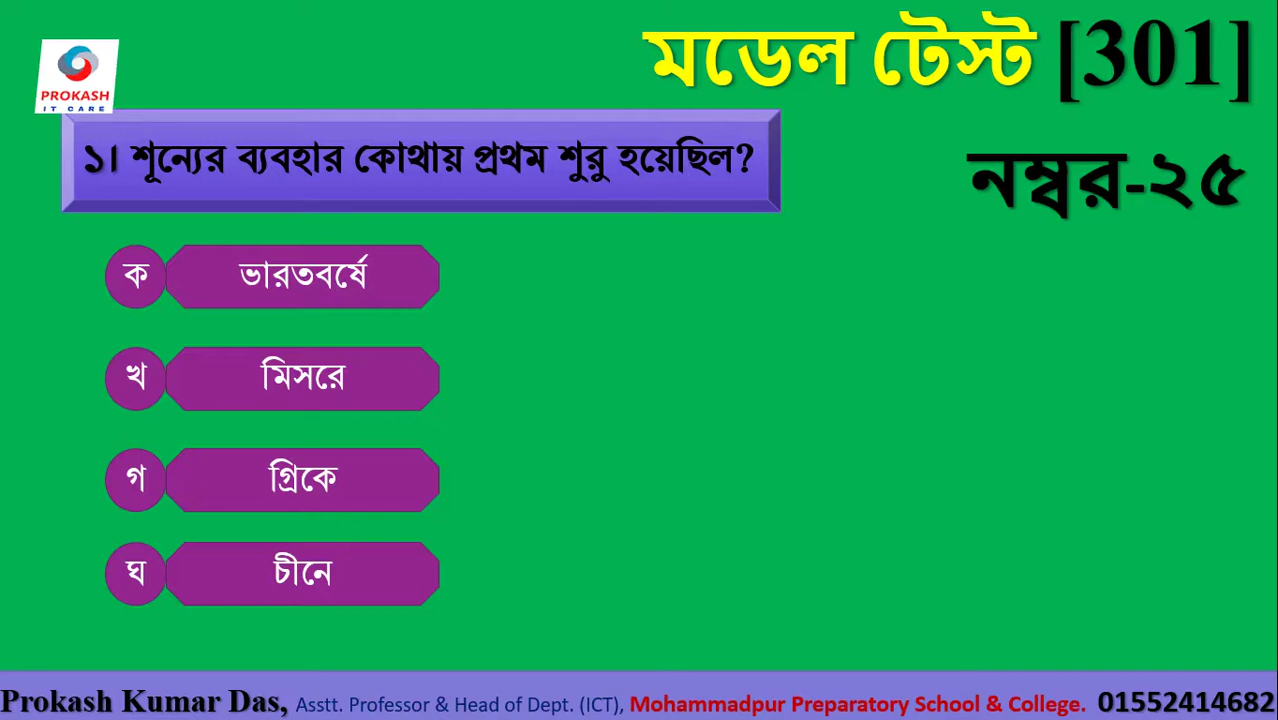 মডেল টেস্ট [301]
PROKASH
IT CARE
১। শূন্যের ব্যবহার কোথায় প্রথম শুরু হয়েছিল?
নম্বর-২৫
ক ভারতবর্ষে
খ মিসরে
গ গ্রিকে
ঘ চীনে
Prokash Kumar Das, Asstt. Professor & Head of Dept. (ICT), Mohammadpur Preparatory School & College. 01552414682